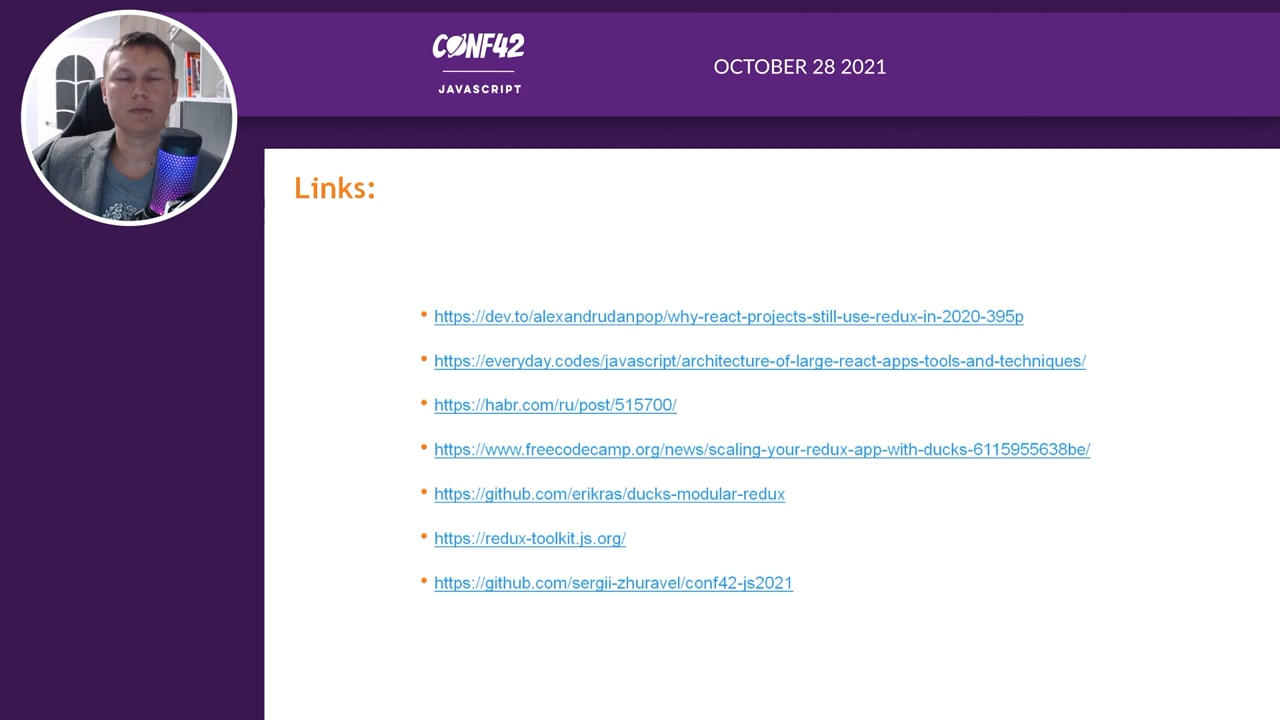 CONF42
JAVASCRIPT
OCTOBER 28 2021
Links:
• https://dev.to/alexandrudanpop/why-react-projects-still-use-redux-in-2020-395p
• https://everyday.codes/javascript/architecture-of-large-react-apps-tools-and-techniques/
• https://habr.com/ru/post/515700/
• https://www.freecodecamp.org/news/scaling-your-redux-app-with-ducks-6115955638be/
• https://github.com/erikras/ducks-modular-redux
• https://redux-toolkit.js.org/
• https://github.com/sergii-zhuravel/conf42-js2021